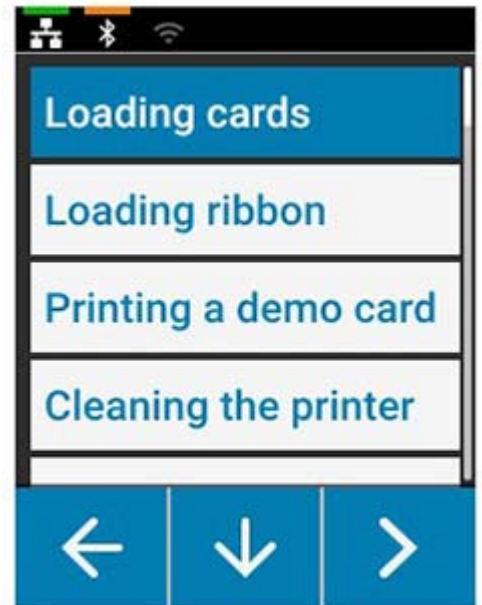 Loading cards
Loading ribbon
Printing a demo card
Cleaning the printer